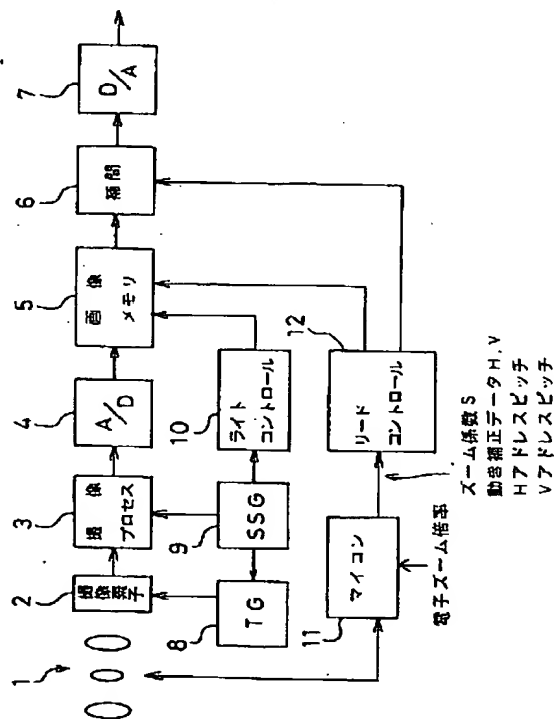 1
2
撮像素子
3
撮像
プロセス
4
A/D
5
画像
メモリ
6
補間
7
D/A
8
TG
9
SSG
10
ライト
コントロール
11
マイコン
12
リード
コントロール
電子ズーム倍率
ズーム係数S
動き補正データH,V
Hアドレスピッチ
Vアドレスピッチ